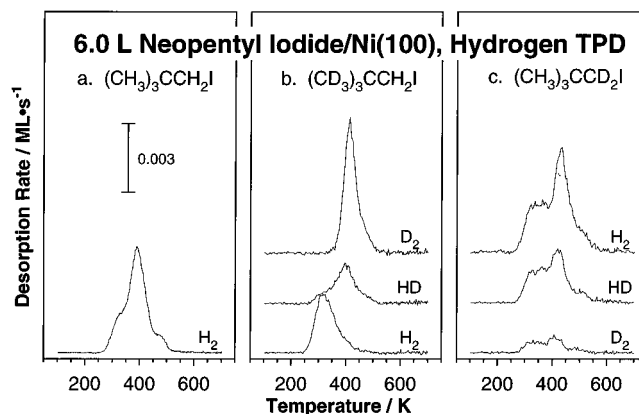 6.0 L Neopentyl Iodide/Ni(100), Hydrogen TPD
a. (CH₃)₃CCH₂I
b. (CD₃)₃CCH₂I
c. (CH₃)₃CCD₂I
Desorption Rate / ML•s⁻¹
0.003
H₂
D₂
HD
H₂
H₂
HD
D₂
200 400 600
200 400 600
200 400 600
Temperature / K